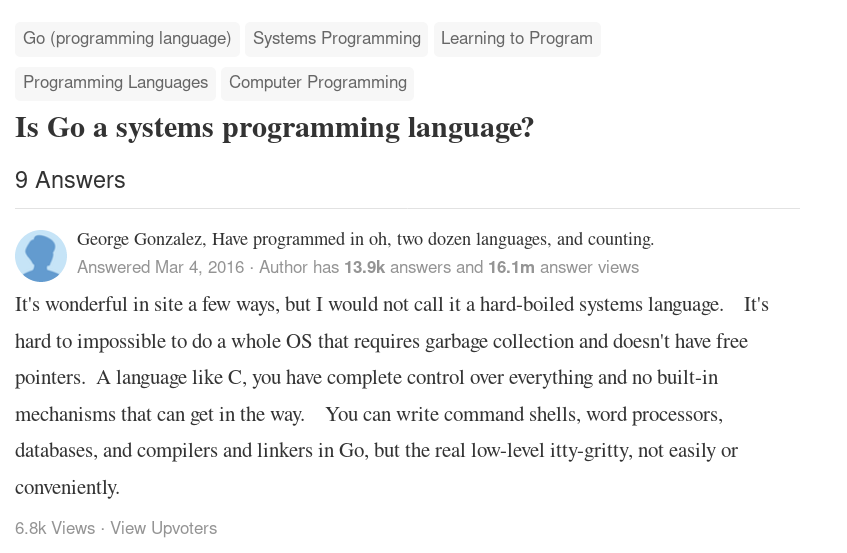 Go (programming language) Systems Programming Learning to Program
Programming Languages Computer Programming
Is Go a systems programming language?
9 Answers
George Gonzalez, Have programmed in oh, two dozen languages, and counting.
Answered Mar 4, 2016 · Author has 13.9k answers and 16.1m answer views
It's wonderful in site a few ways, but I would not call it a hard-boiled systems language. It's
hard to impossible to do a whole OS that requires garbage collection and doesn't have free
pointers. A language like C, you have complete control over everything and no built-in
mechanisms that can get in the way. You can write command shells, word processors,
databases, and compilers and linkers in Go, but the real low-level itty-gritty, not easily or
conveniently.
6.8k Views · View Upvoters